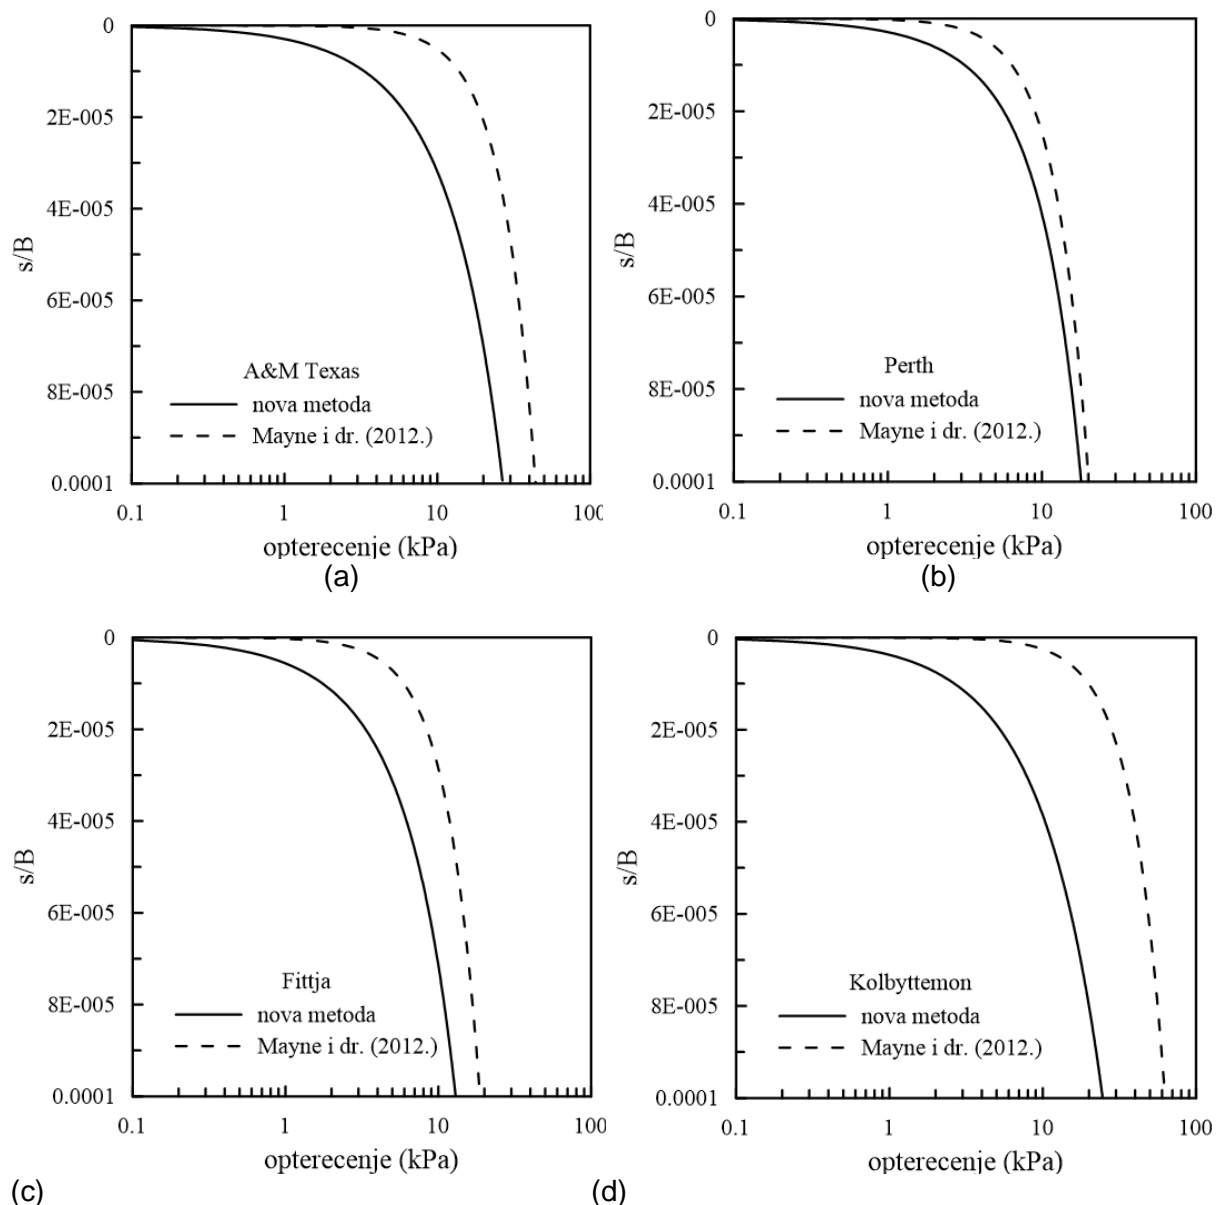 0
2E-005
4E-005
6E-005
8E-005
0.0001
s/B
A&M Texas
nova metoda
Mayne i dr. (2012.)
0.1 1 10 100
opterecenje (kPa)
(a)
0
2E-005
4E-005
6E-005
8E-005
0.0001
s/B
Perth
nova metoda
Mayne i dr. (2012.)
0.1 1 10 100
opterecenje (kPa)
(b)
0
2E-005
4E-005
6E-005
8E-005
0.0001
s/B
Fittja
nova metoda
Mayne i dr. (2012.)
0.1 1 10 100
opterecenje (kPa)
(c)
0
2E-005
4E-005
6E-005
8E-005
0.0001
s/B
Kolbyttemon
nova metoda
Mayne i dr. (2012.)
0.1 1 10 100
opterecenje (kPa)
(d)